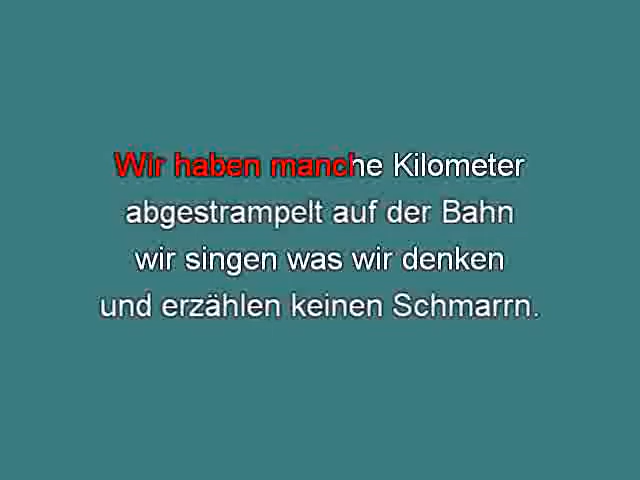 Wir haben manche Kilometer
abgestrampelt auf der Bahn
wir singen was wir denken
und erzählen keinen Schmarrn.